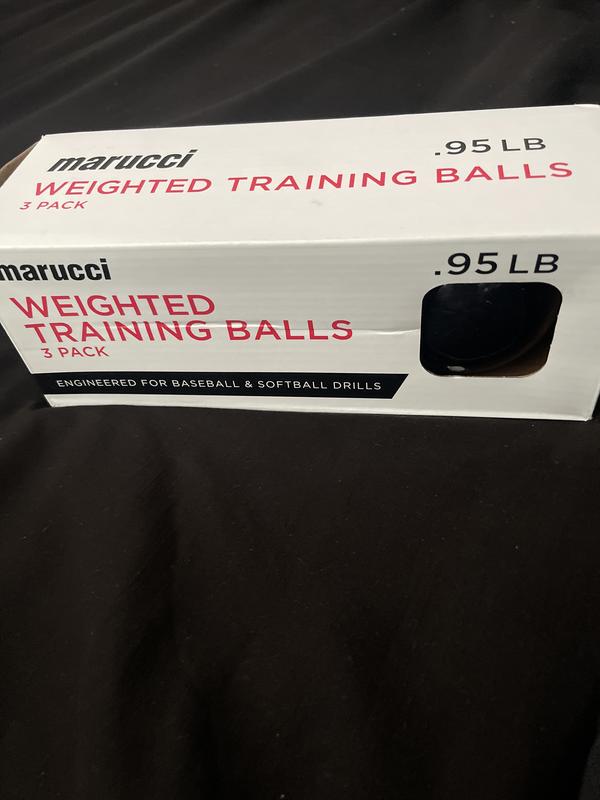 marucci
.95 LB
WEIGHTED TRAINING BALLS
3 PACK
marucci
.95 LB
WEIGHTED
TRAINING BALLS
3 PACK
ENGINEERED FOR BASEBALL & SOFTBALL DRILLS